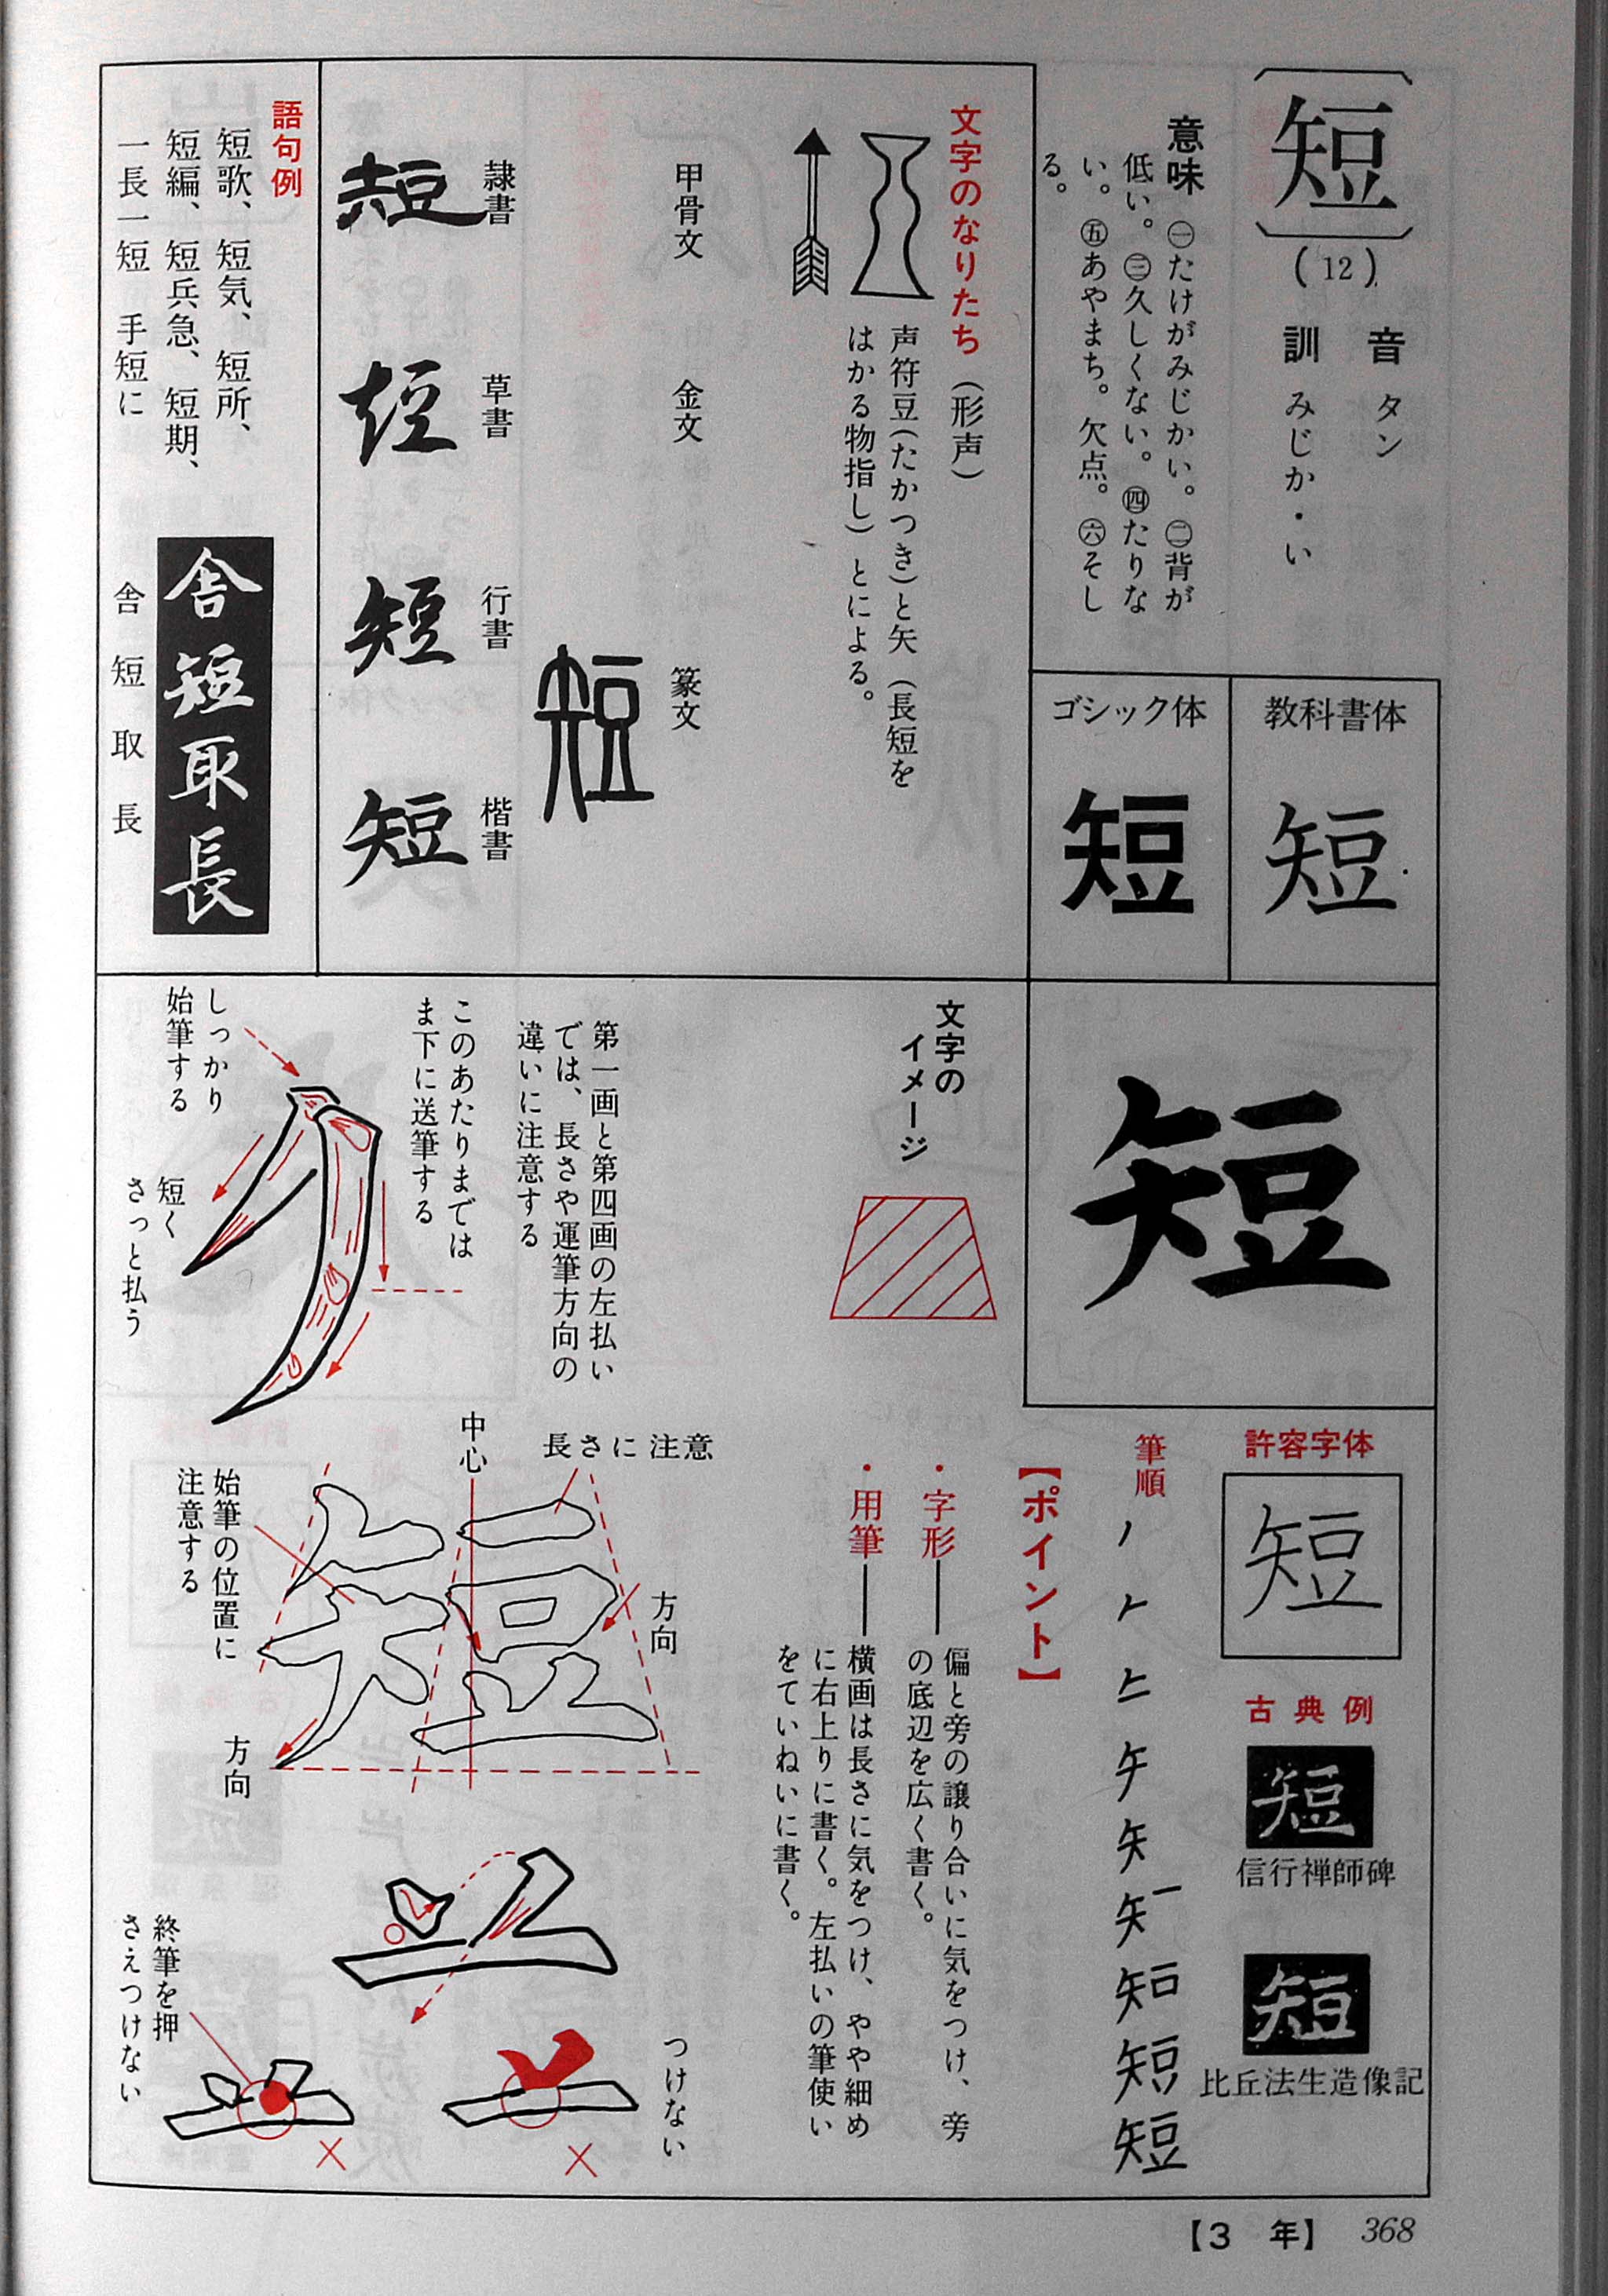 短
(12)
音 タン
訓 みじか・い
意味 ㊀たけがみじかい。㊁背が
低い。㊂久しくない。㊃たりな
い。㊄あやまち。欠点。㊅そし
る。
教科書体
短
ゴシック体
短
文字のなりたち（形声）
声符豆(たかつき)と矢（長短を
はかる物指し）とによる。
甲骨文
金文
篆文
短
隷書
短
草書
短
行書
短
楷書
短
語句例
短歌、短気、短所、
短編、短兵急、短期、
一長一短 手短に
舎短取長
舎短取長
短
文字の
イメージ
第一画と第四画の左払い
では、長さや運筆方向の
違いに注意する
このあたりまでは
ま下に送筆する
しっかり
始筆する
短く
さっと払う
許容字体
短
古典例
短
信行禅師碑
短
比丘法生造像記
筆順
短
【ポイント】
・字形――偏と旁の譲り合いに気をつけ、旁
の底辺を広く書く。
・用筆――横画は長さに気をつけ、やや細め
に右上りに書く。左払いの筆使い
をていねいに書く。
長さに注意
中心
方向
始筆の位置に
注意する
方向
つけない
終筆を押
さえつけない
【3 年】 368